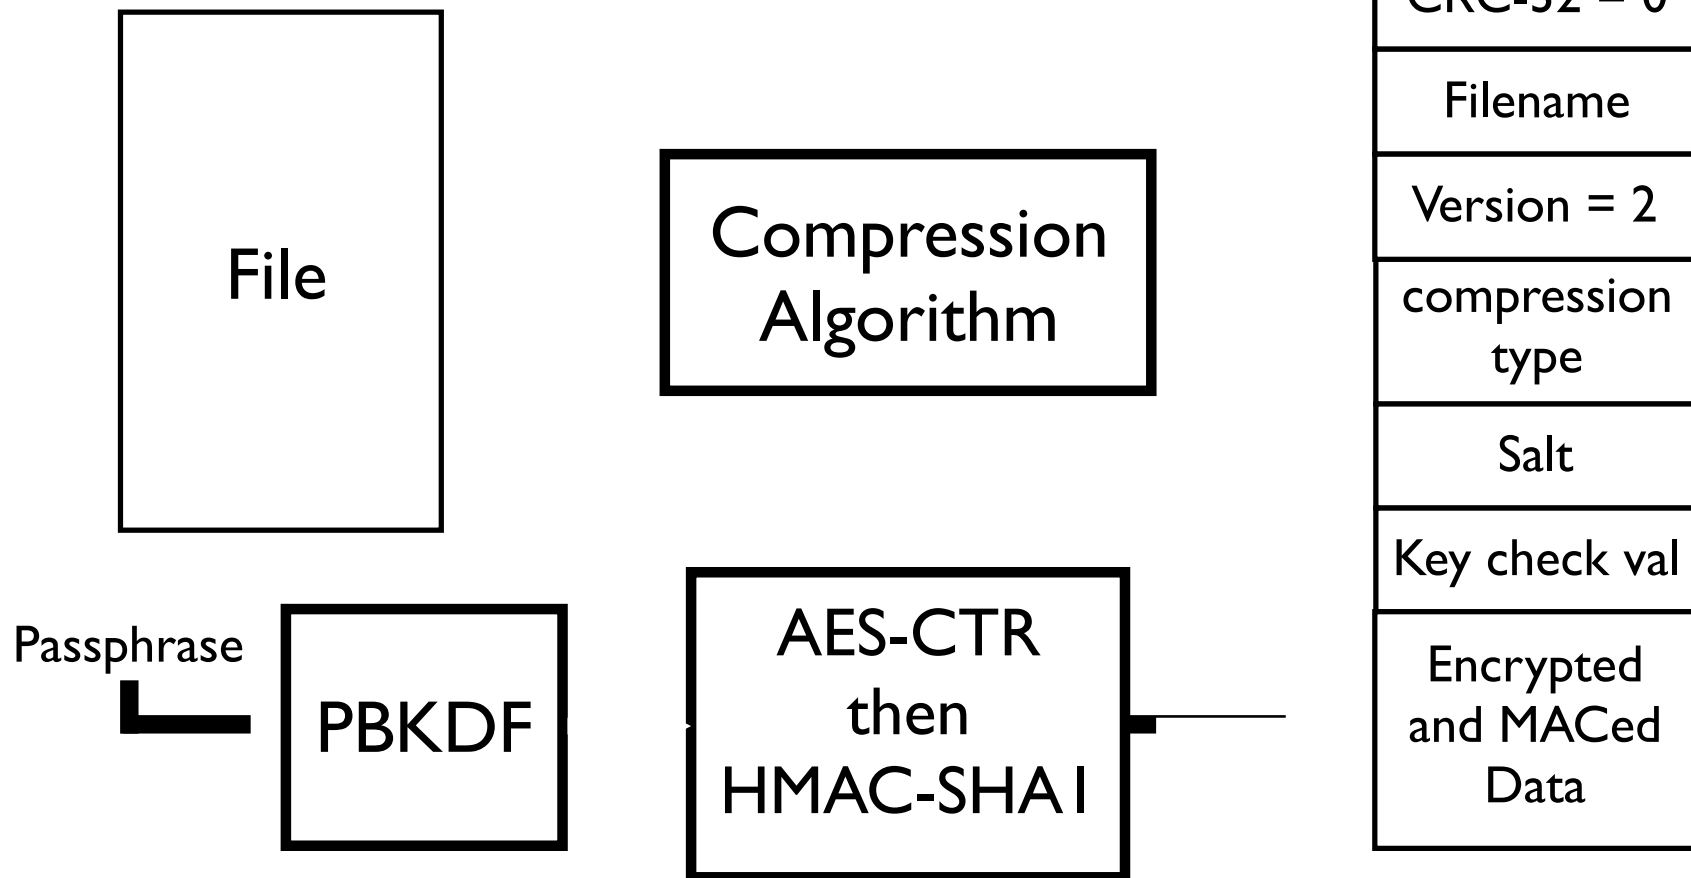 File
Compression
Algorithm
Passphrase
PBKDF
AES-CTR
then
HMAC-SHA1
Filename
Version = 2
compression
type
Salt
Key check val
Encrypted
and MACed
Data